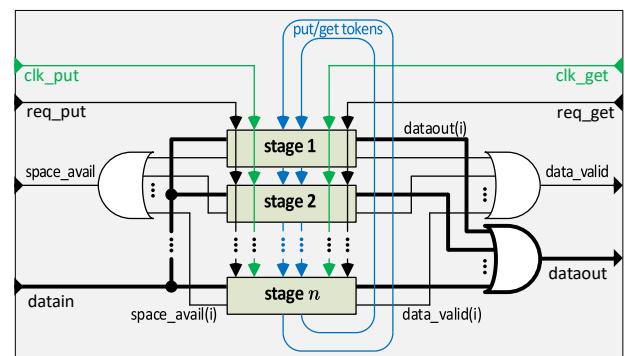 put/get tokens
clk_put
clk_get
req_put
req_get
dataout(i)
stage 1
space_avail
data_valid
stage 2
dataout
datain
stage n
space_avail(i)
data_valid(i)